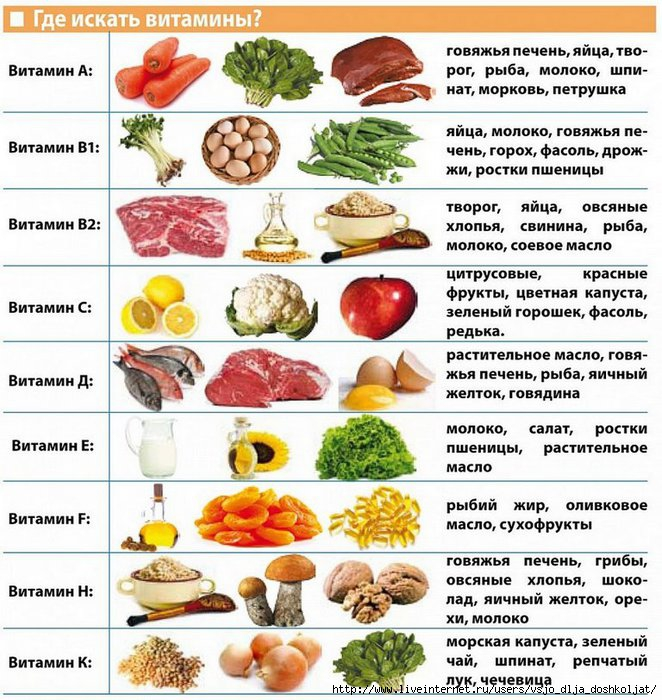 Где искать витамины?
Витамин А:
говяжья печень, яйца, тво-
рог, рыба, молоко, шпи-
нат, морковь, петрушка
Витамин В1:
яйца, молоко, говяжья пе-
чень, горох, фасоль, дрож-
жи, ростки пшеницы
Витамин В2:
творог, яйца, овсяные
хлопья, свинина, рыба,
молоко, соевое масло
Витамин С:
цитрусовые, красные
фрукты, цветная капуста,
зеленый горошек, фасоль,
редька.
Витамин Д:
растительное масло, говя-
жья печень, рыба, яичный
желток, говядина
Витамин Е:
молоко, салат, ростки
пшеницы, растительное
масло
Витамин F:
рыбий жир, оливковое
масло, сухофрукты
Витамин Н:
говяжья печень, грибы,
овсяные хлопья, шоко-
лад, яичный желток, оре-
хи, молоко
Витамин К:
морская капуста, зеленый
чай, шпинат, репчатый
лук, чечевица
http://www.liveinternet.ru/users/vsjo_dlja_doshkoljat/